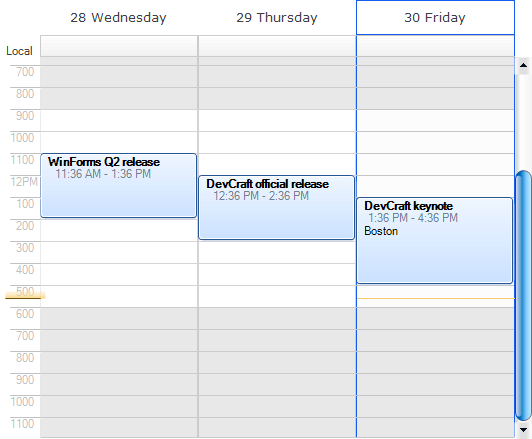 28 Wednesday
29 Thursday
30 Friday
Local
700
800
900
1000
1100
WinForms Q2 release
11:36 AM - 1:36 PM
12PM
DevCraft official release
12:36 PM - 2:36 PM
100
DevCraft keynote
1:36 PM - 4:36 PM
Boston
200
300
400
500
600
700
800
900
1000
1100